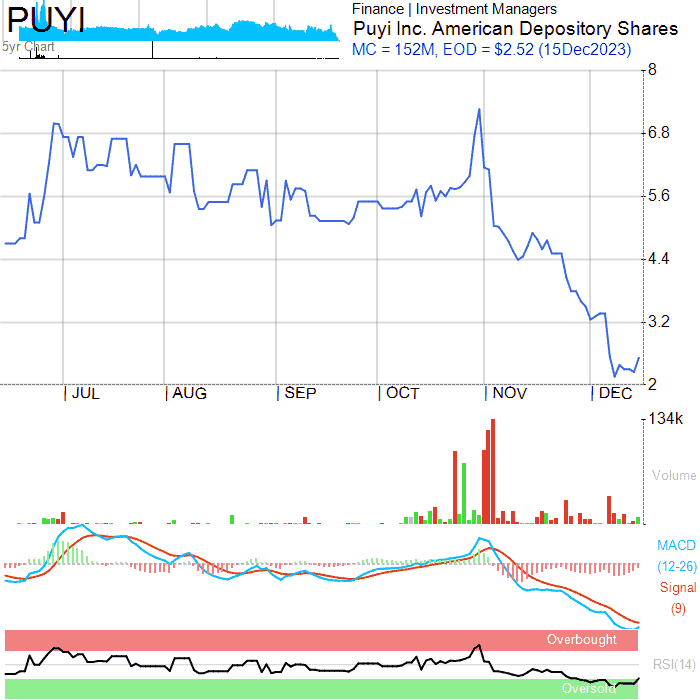 PUYI
5yr Chart
Finance | Investment Managers
Puyi Inc. American Depository Shares
MC = 152M, EOD = $2.52 (15Dec2023)
8
6.8
5.6
4.4
3.2
2
JUL AUG SEP OCT NOV DEC
134k
Volume
MACD
(12-26)
Signal
(9)
Overbought
RSI(14)
Oversold